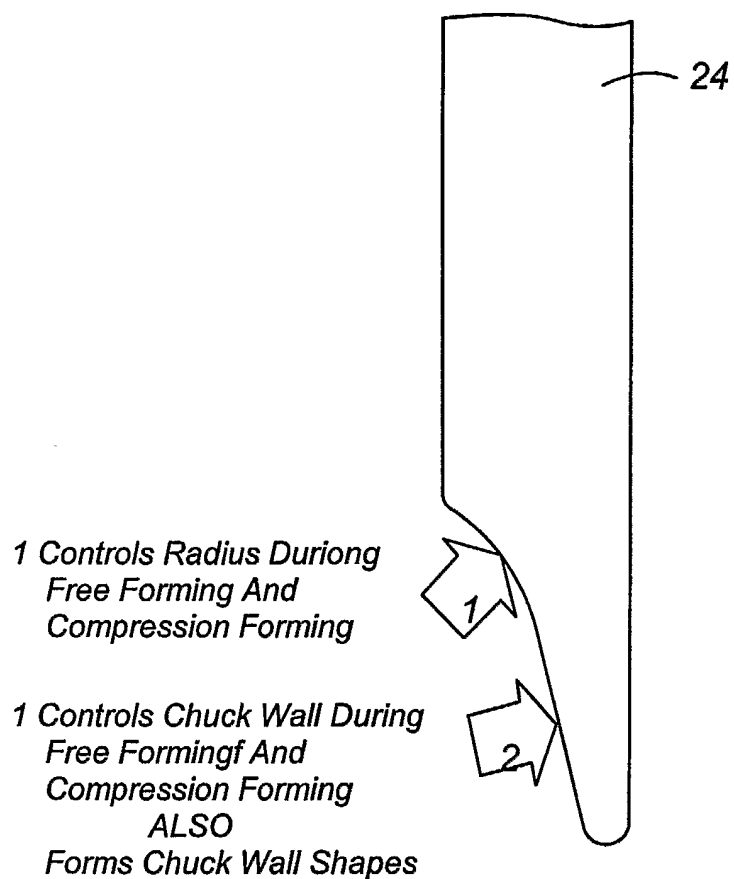 24
1 Controls Radius Duriong
Free Forming And
Compression Forming
1
1 Controls Chuck Wall During
Free Formingf And
Compression Forming
ALSO
Forms Chuck Wall Shapes
2